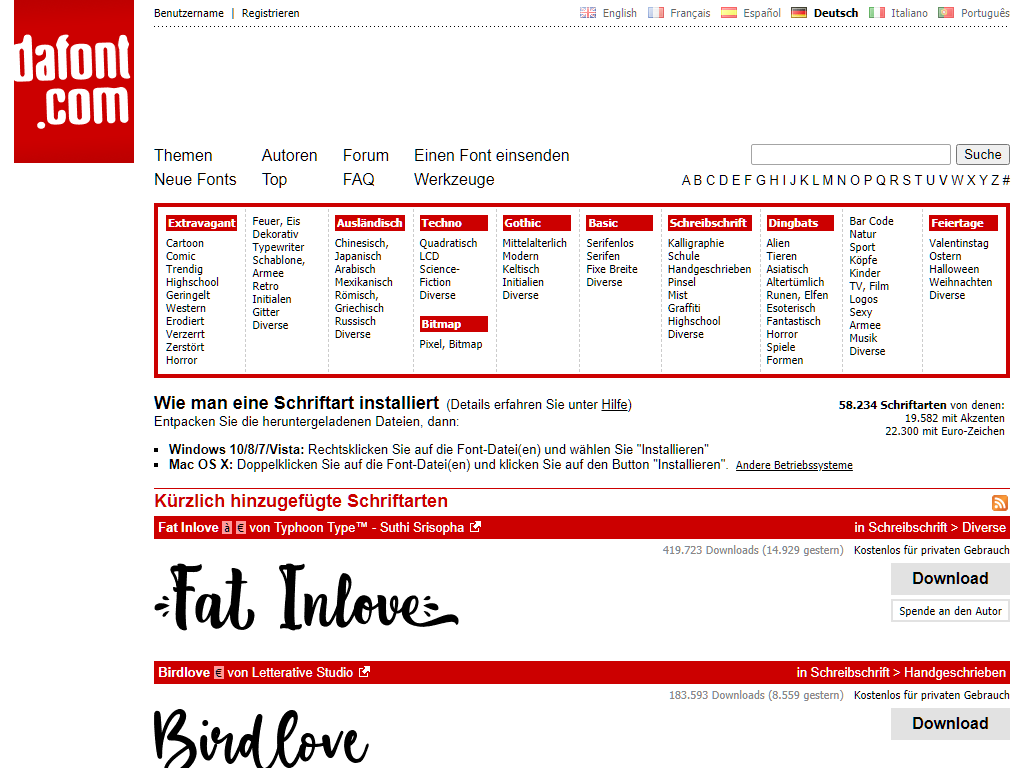 dafont
.com
Benutzername | Registrieren
English Français Español Deutsch Italiano Português
Themen Autoren Forum Einen Font einsenden
Suche
Neue Fonts Top FAQ Werkzeuge
A B C D E F G H I J K L M N O P Q R S T U V W X Y Z #
Extravagant
Cartoon
Comic
Trendig
Highschool
Geringelt
Western
Erodiert
Verzerrt
Zerstört
Horror
Feuer, Eis
Dekorativ
Typewriter
Schablone,
Armee
Retro
Initialen
Gitter
Diverse
Ausländisch
Chinesisch,
Japanisch
Arabisch
Mexikanisch
Römisch,
Griechisch
Russisch
Diverse
Techno
Quadratisch
LCD
Science-
Fiction
Diverse
Bitmap
Pixel, Bitmap
Gothic
Mittelalterlich
Modern
Keltisch
Initialien
Diverse
Basic
Serifenlos
Serifen
Fixe Breite
Diverse
Schreibschrift
Kalligraphie
Schule
Handgeschrieben
Pinsel
Mist
Graffiti
Highschool
Diverse
Dingbats
Alien
Tieren
Asiatisch
Altertümlich
Runen, Elfen
Esoterisch
Fantastisch
Horror
Spiele
Formen
Bar Code
Natur
Sport
Köpfe
Kinder
TV, Film
Logos
Sexy
Armee
Musik
Diverse
Feiertage
Valentinstag
Ostern
Halloween
Weihnachten
Diverse
Wie man eine Schriftart installiert (Details erfahren Sie unter Hilfe)
Entpacken Sie die heruntergeladenen Dateien, dann:
58.234 Schriftarten von denen:
19.582 mit Akzenten
22.300 mit Euro-Zeichen
▪ Windows 10/8/7/Vista: Rechtsklicken Sie auf die Font-Datei(en) und wählen Sie "Installieren"
▪ Mac OS X: Doppelklicken Sie auf die Font-Datei(en) und klicken Sie auf den Button "Installieren". Andere Betriebssysteme
Kürzlich hinzugefügte Schriftarten
Fat Inlove à € von Typhoon Type™ - Suthi Srisopha in Schreibschrift > Diverse
419.723 Downloads (14.929 gestern) Kostenlos für privaten Gebrauch
Fat Inlove
Download
Spende an den Autor
Birdlove € von Letterative Studio in Schreibschrift > Handgeschrieben
183.593 Downloads (8.559 gestern) Kostenlos für privaten Gebrauch
Birdlove
Download